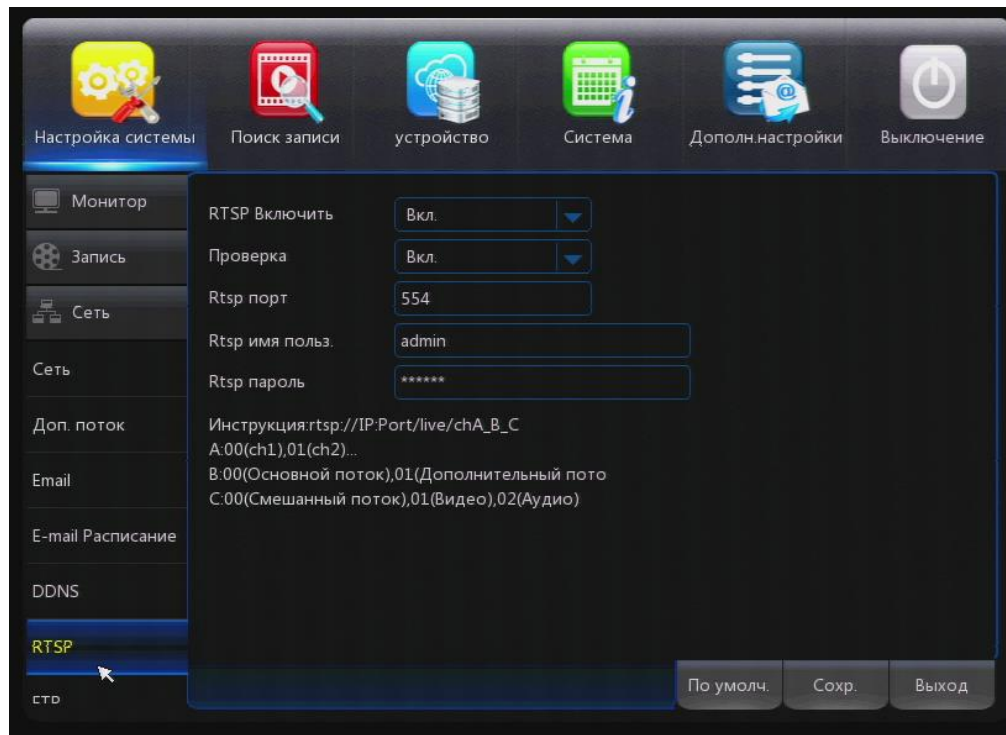 Настройка системы
Поиск записи
устройство
Система
Дополн.настройки
Выключение
Монитор
Запись
Сеть
Сеть
Доп. поток
Email
E-mail Расписание
DDNS
RTSP
FTP
RTSP Включить Вкл.
Проверка Вкл.
Rtsp порт 554
Rtsp имя польз. admin
Rtsp пароль ******
Инструкция:rtsp://IP:Port/live/chA_B_C
A:00(ch1),01(ch2)...
B:00(Основной поток),01(Дополнительный пото
C:00(Смешанный поток),01(Видео),02(Аудио)
По умолч.
Сохр.
Выход